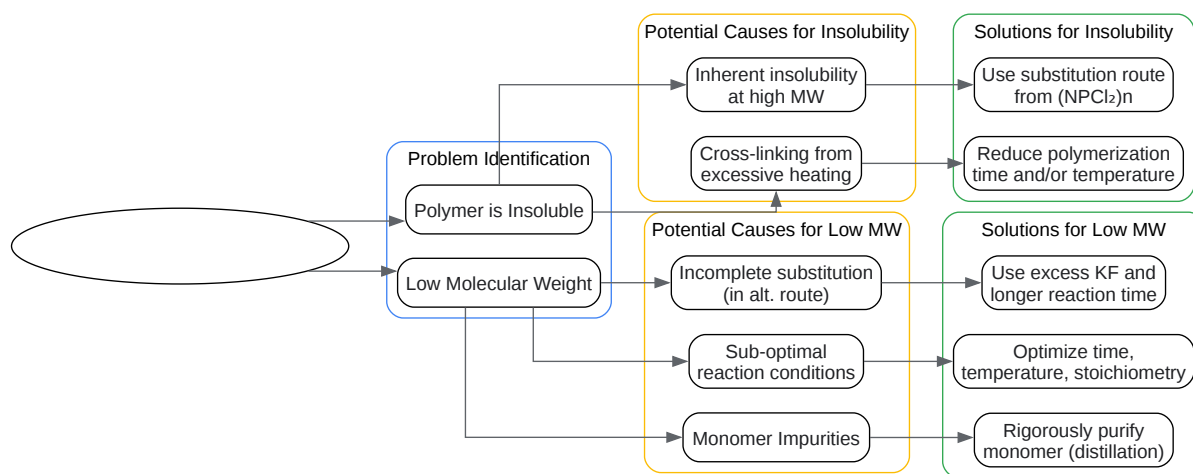 Potential Causes for Insolubility
Inherent insolubility
at high MW
Cross-linking from
excessive heating
Solutions for Insolubility
Use substitution route
from (NPCl₂)n
Reduce polymerization
time and/or temperature
Problem Identification
Polymer is Insoluble
Low Molecular Weight
Potential Causes for Low MW
Incomplete substitution
(in alt. route)
Sub-optimal
reaction conditions
Monomer Impurities
Solutions for Low MW
Use excess KF and
longer reaction time
Optimize time,
temperature, stoichiometry
Rigorously purify
monomer (distillation)